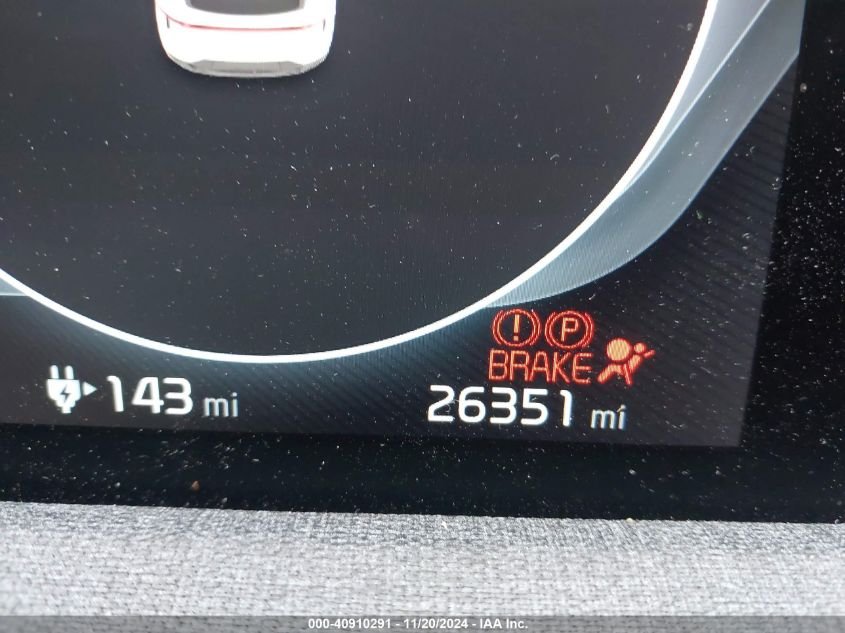 ! P
BRAKE
143 mi
26351 mi
000-40910291 - 11/20/2024 - IAA Inc.